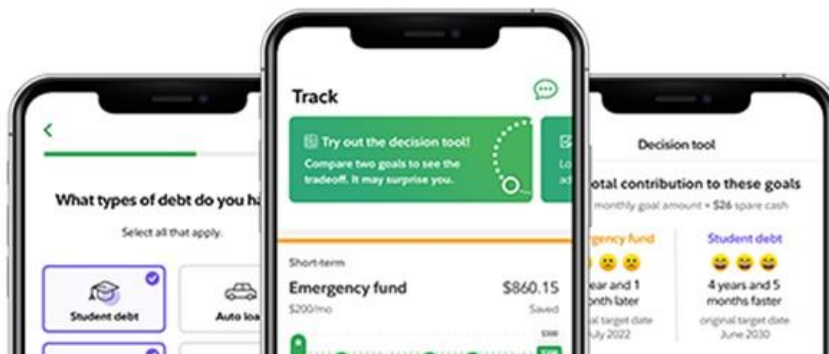 What types of debt do you ha
Select all that apply.
Student debt
Auto loa
Track
Try out the decision tool!
Compare two goals to see the
tradeoff. It may surprise you.
Lo
ad
Short-term
Emergency fund
$860.15
$200/mo
Saved
$300
Decision tool
otal contribution to these goals
monthly goal amount + $26 spare cash
rgency fund
Student debt
ear and 1
onth later
4 years and 5
months faster
al target date
uly 2022
original target date
June 2030